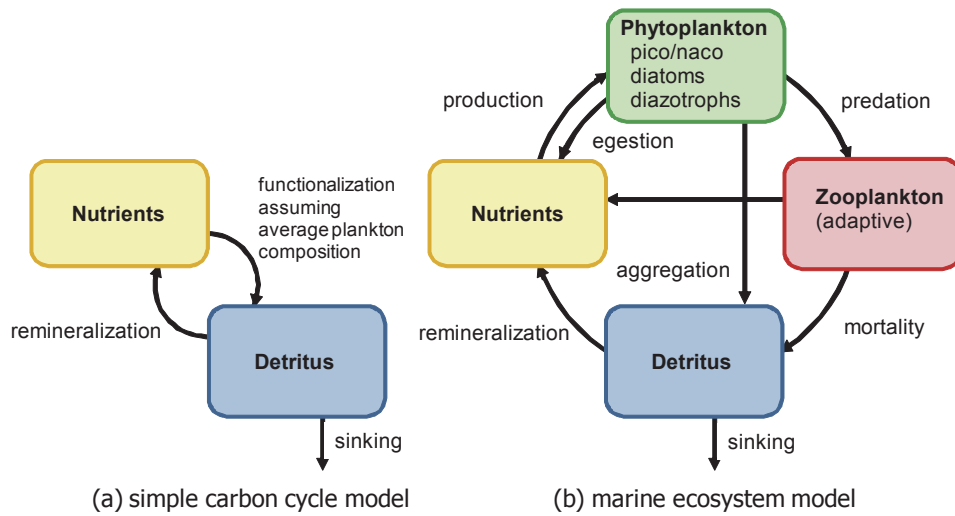 Nutrients
functionalization
assuming
average plankton
composition
remineralization
Detritus
sinking
(a) simple carbon cycle model
Phytoplankton
pico/naco
diatoms
diazotrophs
production
egestion
predation
Nutrients
Zooplankton
(adaptive)
aggregation
remineralization
mortality
Detritus
sinking
(b) marine ecosystem model